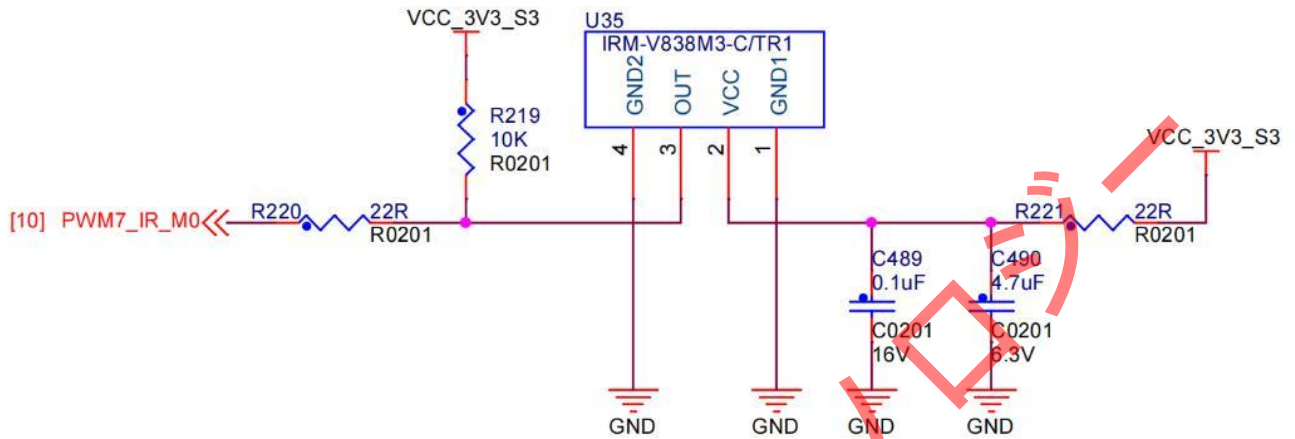 VCC_3V3_S3
U35
IRM-V838M3-C/TR1
GND2
OUT
VCC
GND1
4
3
2
1
R219
10K
R0201
VCC_3V3_S3
[10] PWM7_IR_M0
R220
22R
R0201
R221
22R
R0201
C489
0.1uF
C0201
16V
C490
4.7uF
C0201
6.3V
GND
GND
GND
GND